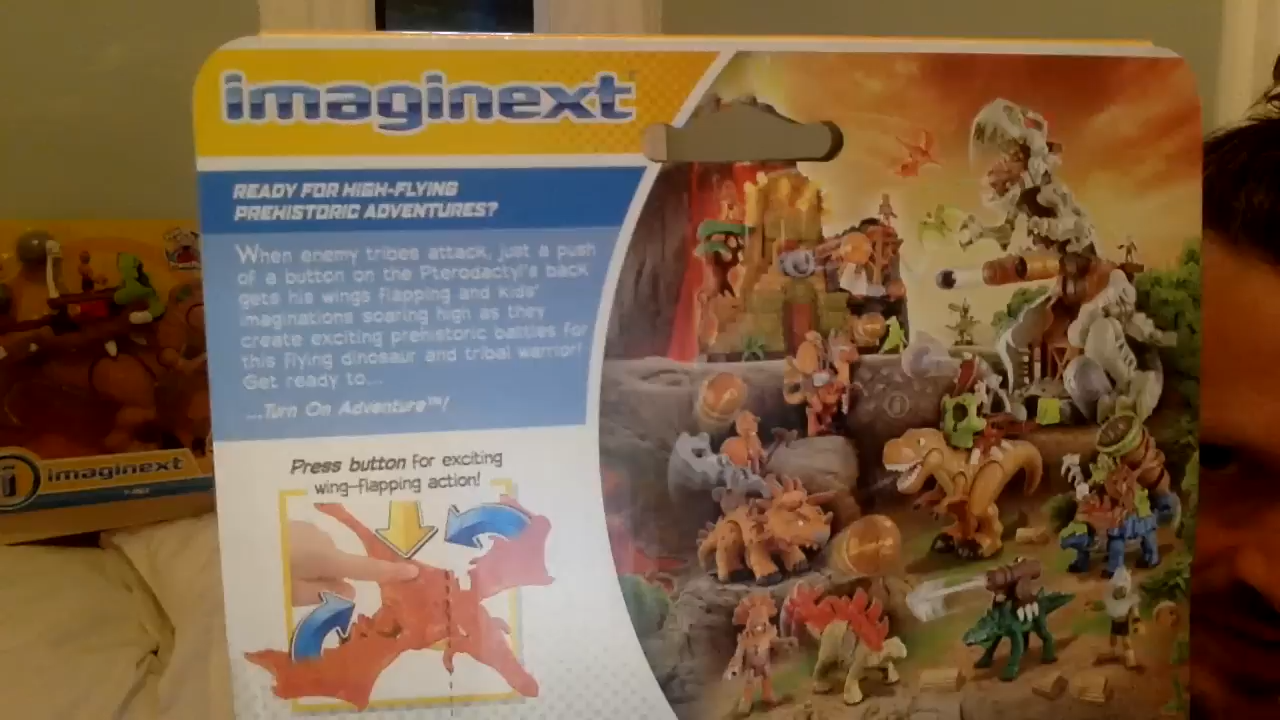 imaginext
READY FOR HIGH-FLYING
PREHISTORIC ADVENTURES?
When enemy tribes attack, just a push
of a button on the Pterodactyl's back
gets his wings flapping and kids'
imaginations soaring high as they
create exciting prehistoric battles for
this flying dinosaur and tribal warrior!
Get ready to...
...Turn On Adventure™!
Press button for exciting
wing-flapping action!
i imaginext